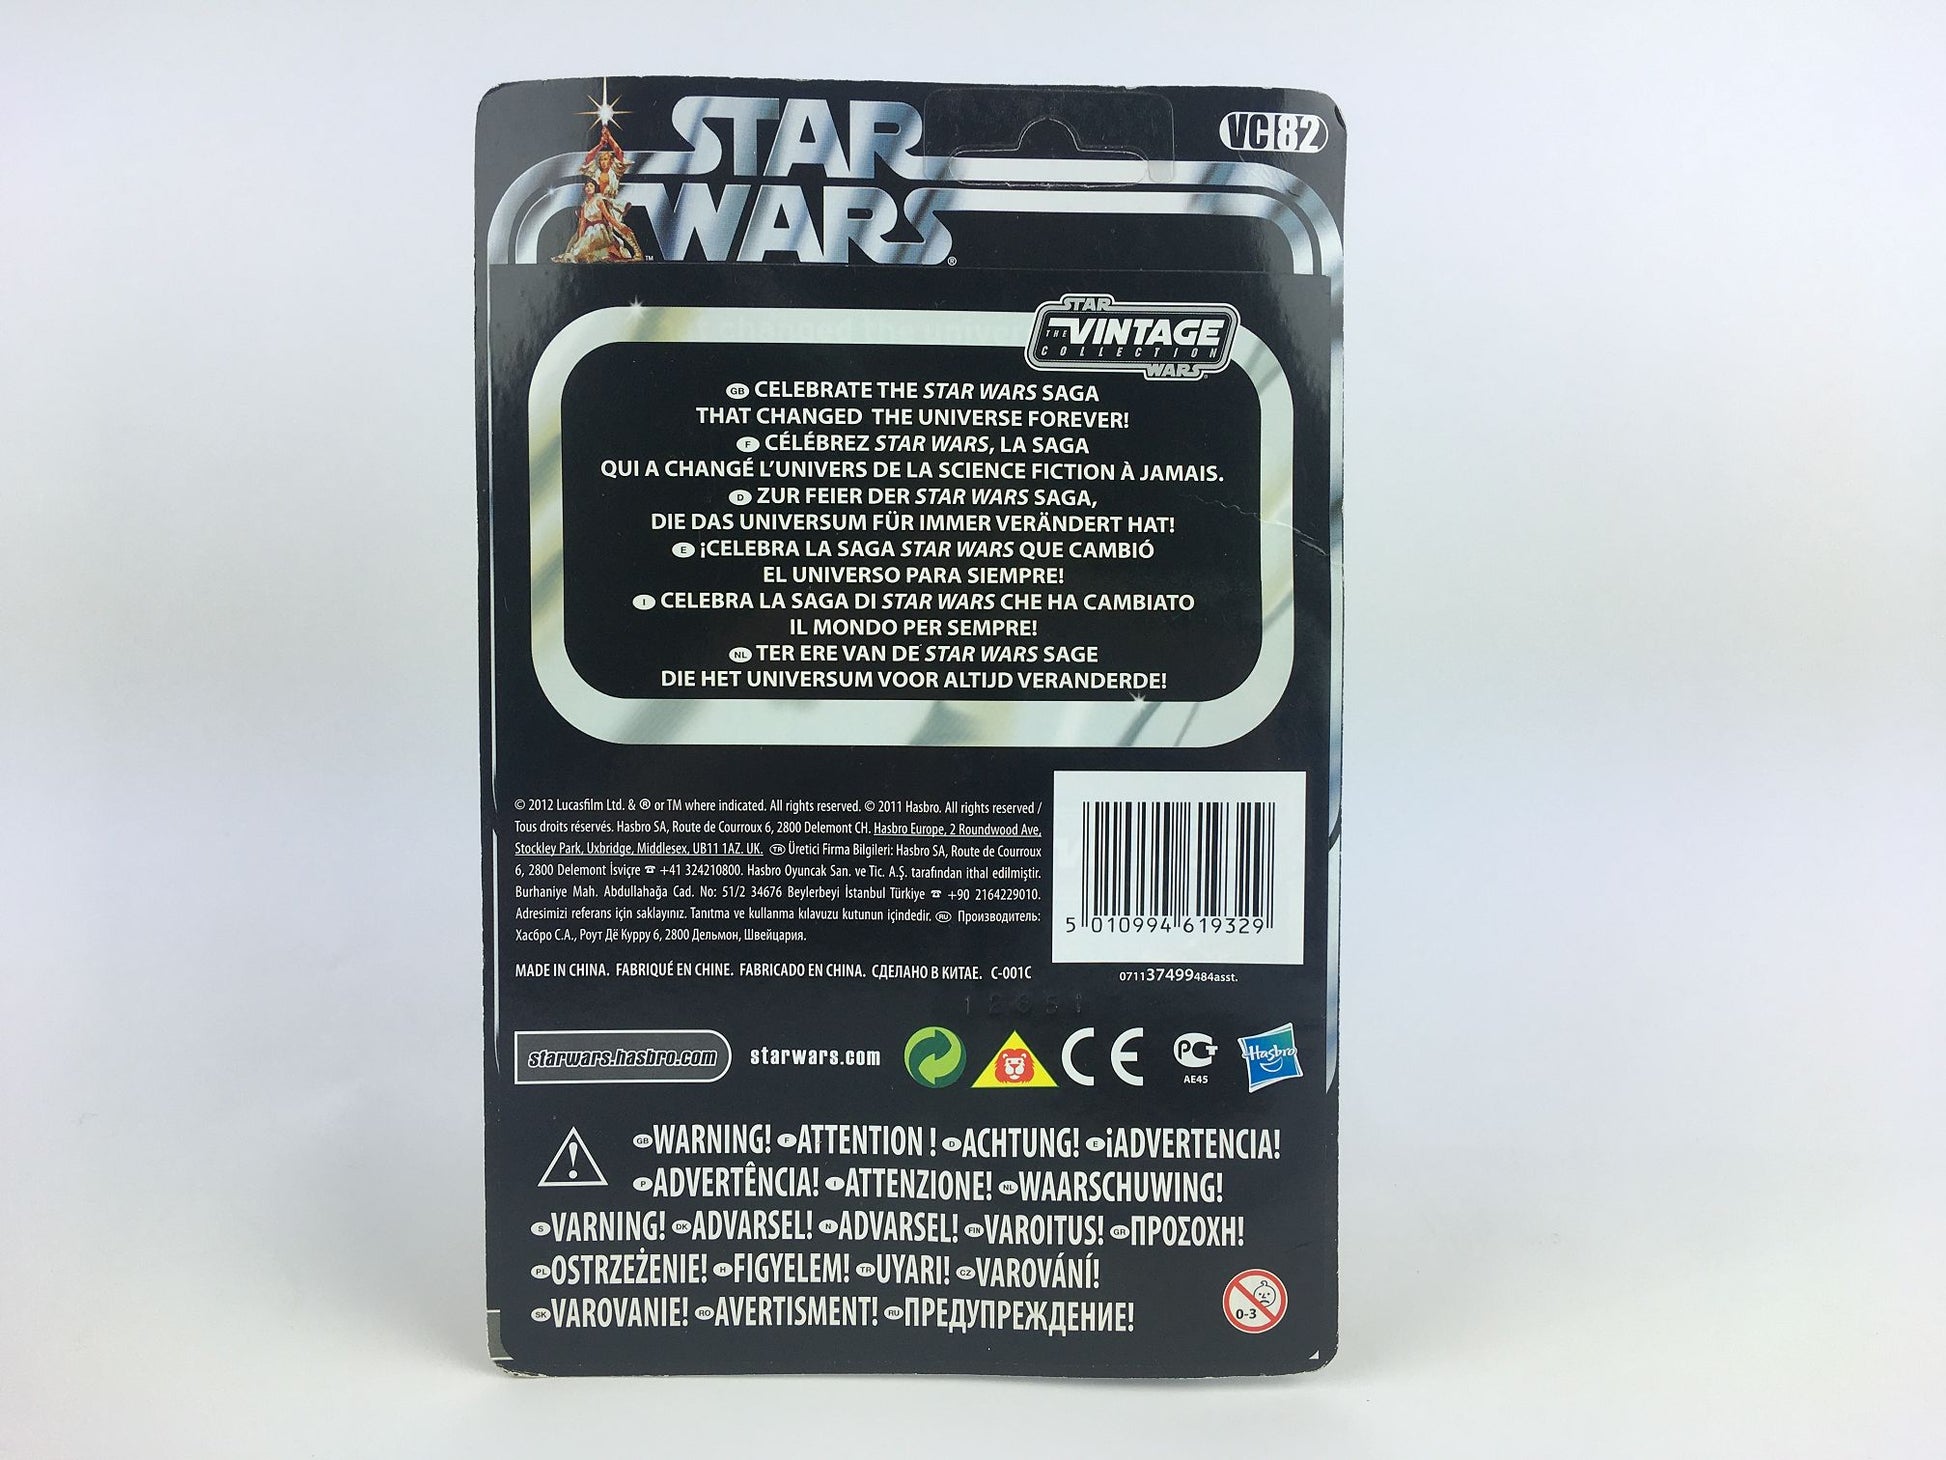 STAR
WARS
TM
®
VC 82
STAR
THE VINTAGE
COLLECTION
WARS
GB CELEBRATE THE STAR WARS SAGA
THAT CHANGED THE UNIVERSE FOREVER!
F CÉLÉBREZ STAR WARS, LA SAGA
QUI A CHANGÉ L'UNIVERS DE LA SCIENCE FICTION À JAMAIS.
D ZUR FEIER DER STAR WARS SAGA,
DIE DAS UNIVERSUM FÜR IMMER VERÄNDERT HAT!
E ¡CELEBRA LA SAGA STAR WARS QUE CAMBIÓ
EL UNIVERSO PARA SIEMPRE!
I CELEBRA LA SAGA DI STAR WARS CHE HA CAMBIATO
IL MONDO PER SEMPRE!
NL TER ERE VAN DE STAR WARS SAGE
DIE HET UNIVERSUM VOOR ALTIJD VERANDERDE!
© 2012 Lucasfilm Ltd. & ® or TM where indicated. All rights reserved. © 2011 Hasbro. All rights reserved /
Tous droits réservés. Hasbro SA, Route de Courroux 6, 2800 Delemont CH. Hasbro Europe, 2 Roundwood Ave,
Stockley Park, Uxbridge, Middlesex, UB11 1AZ. UK. TR Üretici Firma Bilgileri: Hasbro SA, Route de Courroux
6, 2800 Delemont İsviçre ☎ +41 324210800. Hasbro Oyuncak San. ve Tic. A.Ş. tarafından ithal edilmiştir.
Burhaniye Mah. Abdullahağa Cad. No: 51/2 34676 Beylerbeyi İstanbul Türkiye ☎ +90 2164229010.
Adresimizi referans için saklayınız. Tanıtma ve kullanma kılavuzu kutunun içindedir. RU Производитель:
Хасбро С.А., Роут Дё Курру 6, 2800 Дельмон, Швейцария.
MADE IN CHINA. FABRIQUÉ EN CHINE. FABRICADO EN CHINA. СДЕЛАНО В КИТАЕ. C-001C
5 010994 619329
071137499484asst.
starwars.hasbro.com
starwars.com
CE
РСТ
AE45
Hasbro
GB WARNING! F ATTENTION ! D ACHTUNG! E ¡ADVERTENCIA!
P ADVERTÊNCIA! I ATTENZIONE! NL WAARSCHUWING!
S VARNING! DK ADVARSEL! N ADVARSEL! FIN VAROITUS! GR ΠΡΟΣΟΧΗ!
PL OSTRZEŻENIE! H FIGYELEM! TR UYARI! CZ VAROVÁNÍ!
SK VAROVANIE! RO AVERTISMENT! RU ПРЕДУПРЕЖДЕНИЕ!
0-3